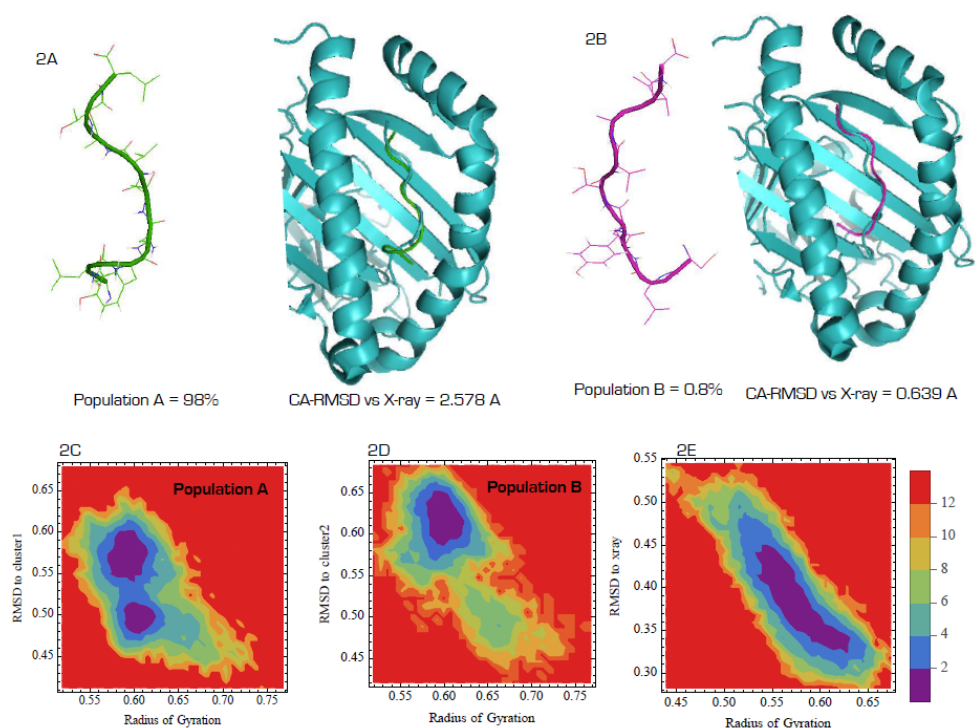 2A
2B
Population A = 98%
CA-RMSD vs X-ray = 2.578 A
Population B = 0.8%
CA-RMSD vs X-ray = 0.639 A
2C
Population A
RMSD to cluster1
0.65
0.60
0.55
0.50
0.45
0.55 0.60 0.65 0.70 0.75
Radius of Gyration
2D
Population B
RMSD to cluster2
0.65
0.60
0.55
0.50
0.45
0.55 0.60 0.65 0.70 0.75
Radius of Gyration
2E
RMSD to xray
0.55
0.50
0.45
0.40
0.35
0.30
0.40 0.45 0.50 0.55 0.60 0.65
Radius of Gyration
12
10
8
6
4
2